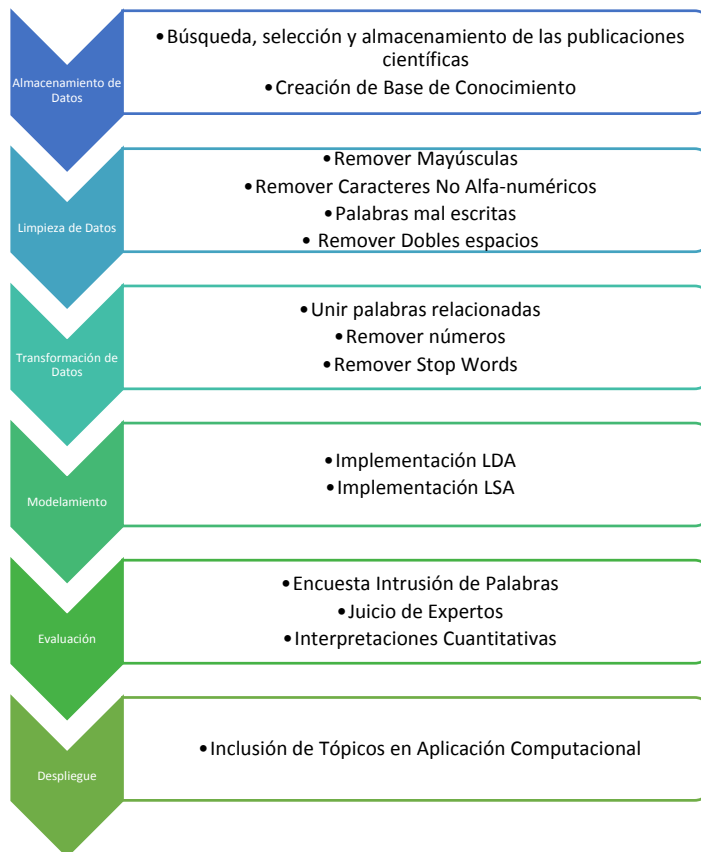 Almacenamiento de
Datos
•Búsqueda, selección y almacenamiento de las publicaciones
científicas
•Creación de Base de Conocimiento
Limpieza de Datos
•Remover Mayúsculas
•Remover Caracteres No Alfa-numéricos
•Palabras mal escritas
• Remover Dobles espacios
Transformación de
Datos
•Unir palabras relacionadas
•Remover números
•Remover Stop Words
Modelamiento
•Implementación LDA
•Implementación LSA
Evaluación
•Encuesta Intrusión de Palabras
•Juicio de Expertos
•Interpretaciones Cuantitativas
Despliegue
•Inclusión de Tópicos en Aplicación Computacional